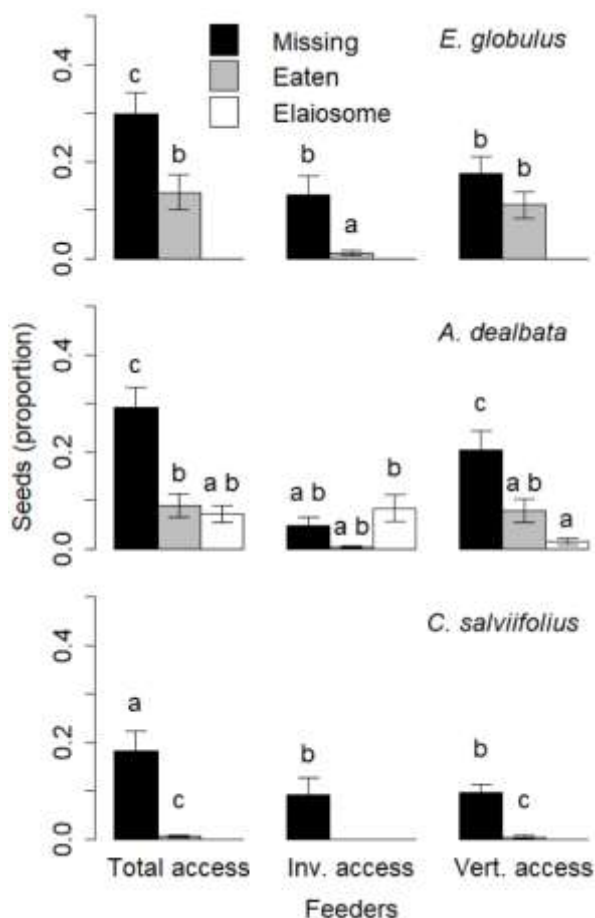 Missing
Eaten
Elaiosome
E. globulus
0.4
0.2
0.0
c
b
b
a
b
b
A. dealbata
0.4
0.2
0.0
c
b
a b
a b
a b
b
c
a b
a
C. salviifolius
0.4
0.2
0.0
a
c
b
b
c
Seeds (proportion)
Total access Inv. access Vert. access
Feeders